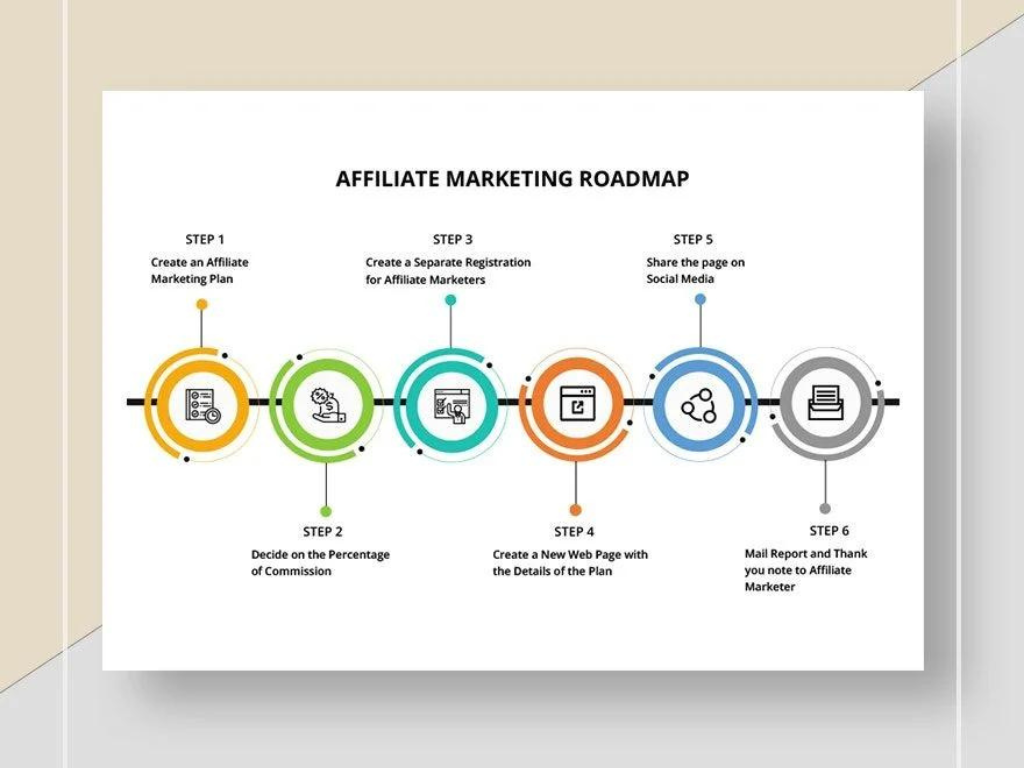 AFFILIATE MARKETING ROADMAP
STEP 1
Create an Affiliate
Marketing Plan
STEP 2
Decide on the Percentage
of Commission
STEP 3
Create a Separate Registration
for Affiliate Marketers
STEP 4
Create a New Web Page with
the Details of the Plan
STEP 5
Share the page on
Social Media
STEP 6
Mail Report and Thank
you note to Affiliate
Marketer